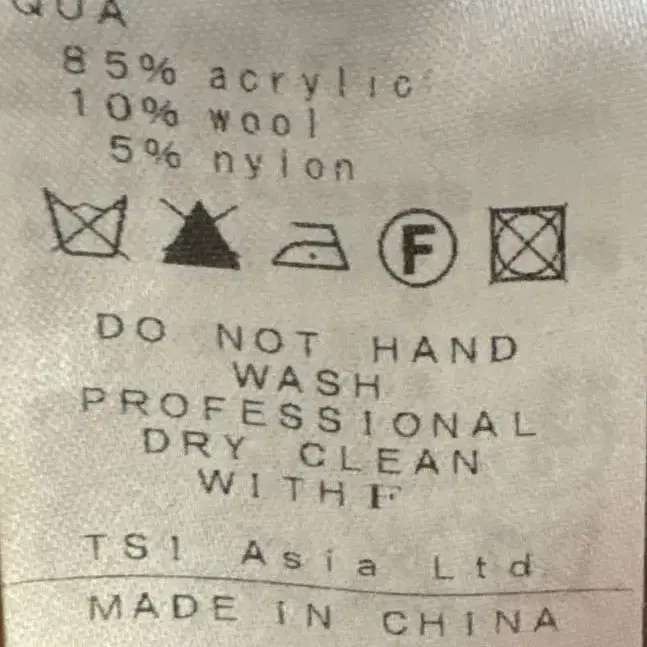 QUA
85% acrylic
10% wool
5% nylon
F
DO NOT HAND
WASH
PROFESSIONAL
DRY CLEAN
WITH F
TSI Asia Ltd
MADE IN CHINA